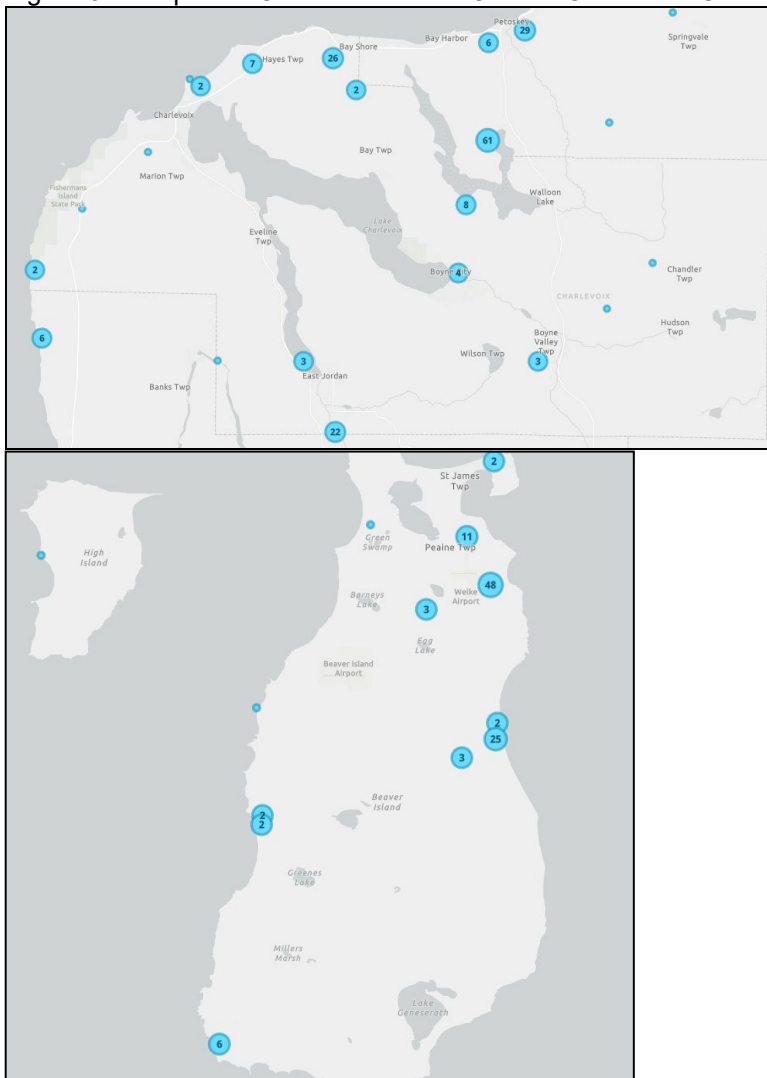 Petoskey
29
Springvale
Twp
Bay Harbor
6
Bay Shore
26
Hayes Twp
7
2
2
Charlevoix
61
Bay Twp
Marion Twp
Fishermans
Island
State Park
Walloon
Lake
8
Lake
Charlevoix
Eveline
Twp
2
Boyne City
4
Chandler
Twp
CHARLEVOIX
Hudson
Twp
6
Boyne
Valley
Twp
3
Wilson Twp
3
East Jordan
Banks Twp
22
2
St James
Twp
Green
Swamp
11
Peaine Twp
High
Island
48
Welke
Airport
Barneys
Lake
3
Egg
Lake
Beaver Island
Airport
2
25
3
Beaver
Island
2
2
Greenes
Lake
Millers
Marsh
Lake
Geneserath
6